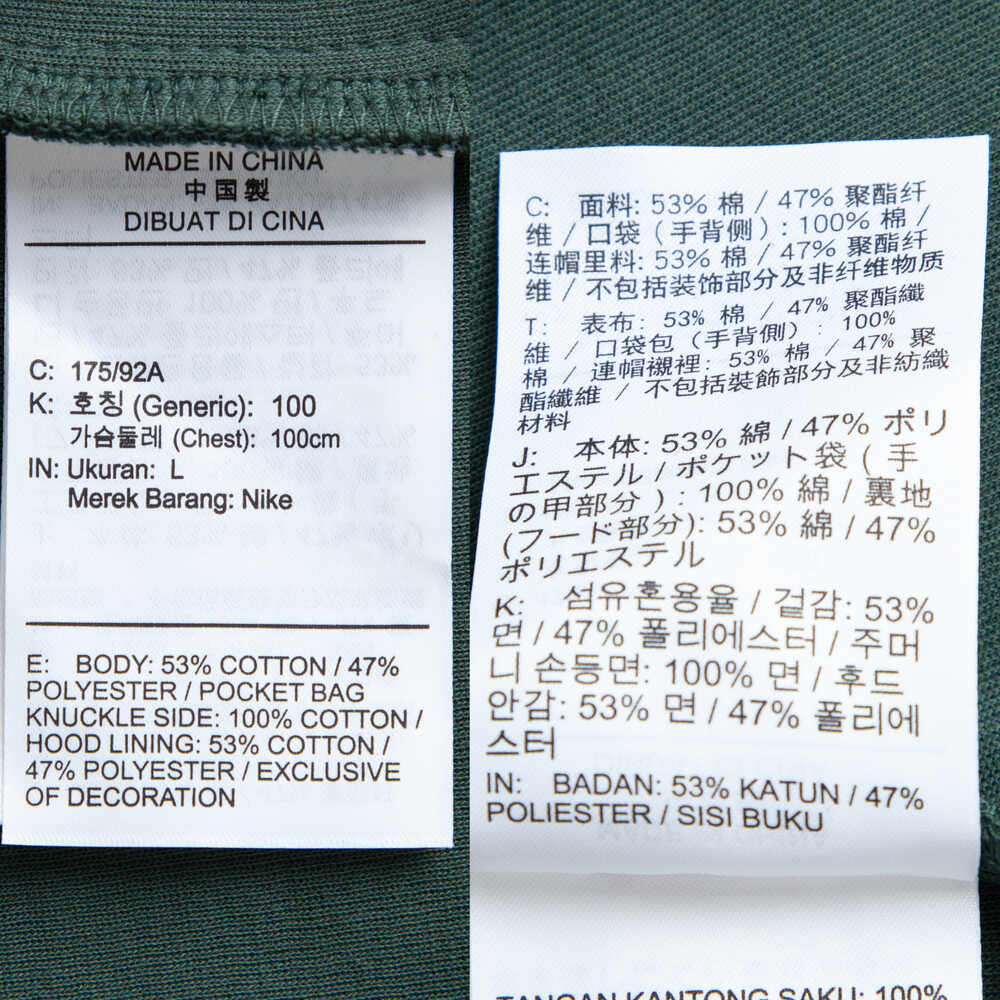 MADE IN CHINA
中国製
DIBUAT DI CINA
C: 175/92A
K: 호칭 (Generic): 100
가슴둘레 (Chest): 100cm
IN: Ukuran: L
Merek Barang: Nike
E: BODY: 53% COTTON / 47%
POLYESTER / POCKET BAG
KNUCKLE SIDE: 100% COTTON /
HOOD LINING: 53% COTTON /
47% POLYESTER / EXCLUSIVE
OF DECORATION
C: 面料: 53% 棉 / 47% 聚酯纤
维 / 口袋（手背侧）: 100% 棉 /
连帽里料: 53% 棉 / 47% 聚酯纤
维 / 不包括装饰部分及非纤维物质
T: 表布: 53% 棉 / 47% 聚酯纖
維 / 口袋包（手背側）: 100%
棉 / 連帽襯裡: 53% 棉 / 47% 聚
酯纖維 / 不包括裝飾部分及非紡織
材料
J: 本体: 53% 綿 / 47% ポリ
エステル / ポケット袋 ( 手
の甲部分 ) : 100% 綿 / 裏地
(フード部分): 53% 綿 / 47%
ポリエステル
K: 섬유혼용율 / 겉감: 53%
면 / 47% 폴리에스터 / 주머
니 손등면: 100% 면 / 후드
안감: 53% 면 / 47% 폴리에
스터
IN: BADAN: 53% KATUN / 47%
POLIESTER / SISI BUKU
TANGAN KANTONG SAKU: 100%